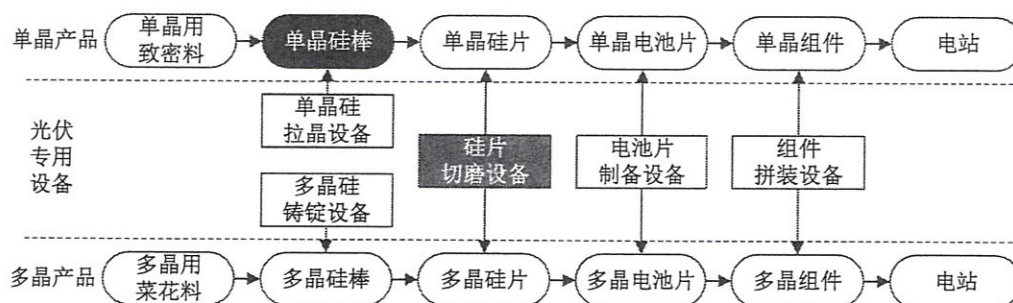 单晶产品
单晶用
致密料
单晶硅棒
单晶硅片
单晶电池片
单晶组件
电站
光伏
专用
设备
单晶硅
拉晶设备
多晶硅
铸锭设备
硅片
切磨设备
电池片
制备设备
组件
拼装设备
多晶产品
多晶用
菜花料
多晶硅棒
多晶硅片
多晶电池片
多晶组件
电站